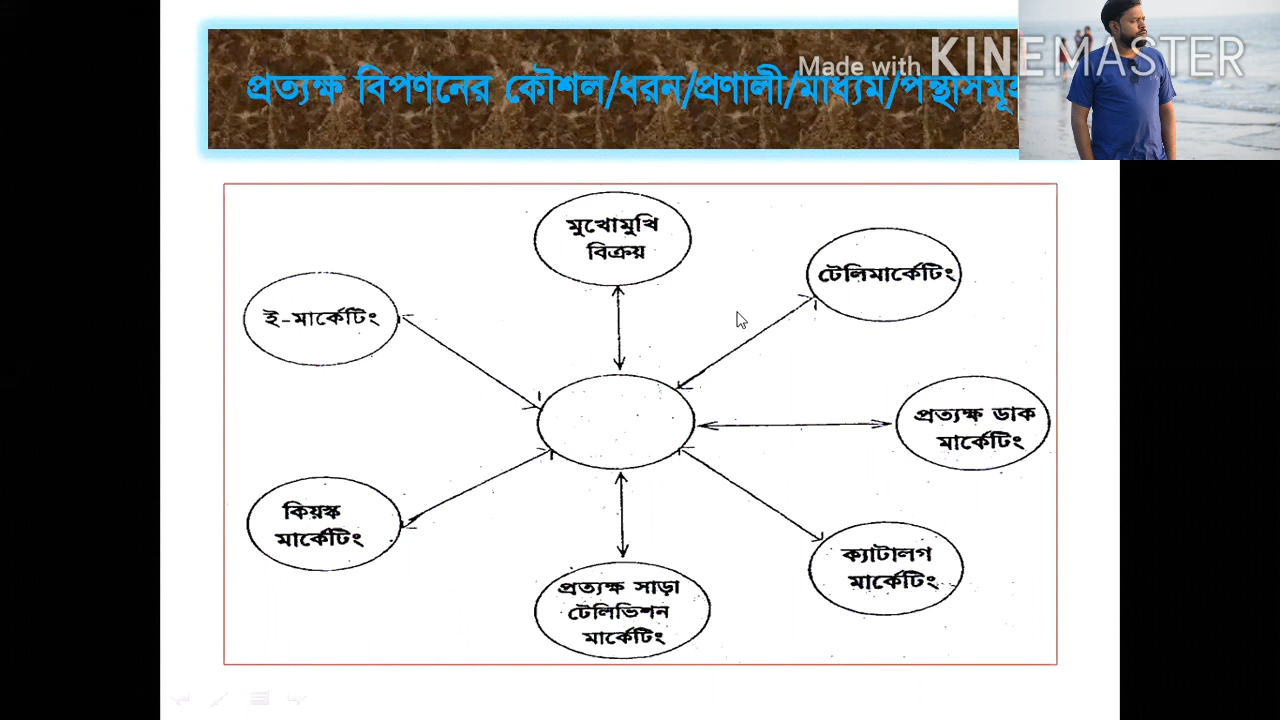 প্রত্যক্ষ বিপণনের কৌশল/ধরন/প্রণালী/মাধ্যম/পন্থাসমূহ
Made with KINEMASTER
মুখোমুখি
বিক্রয়
টেলিমার্কেটিং
ই-মার্কেটিং
প্রত্যক্ষ ডাক
মার্কেটিং
কিয়স্ক
মার্কেটিং
ক্যাটালগ
মার্কেটিং
প্রত্যক্ষ সাড়া
টেলিভিশন
মার্কেটিং